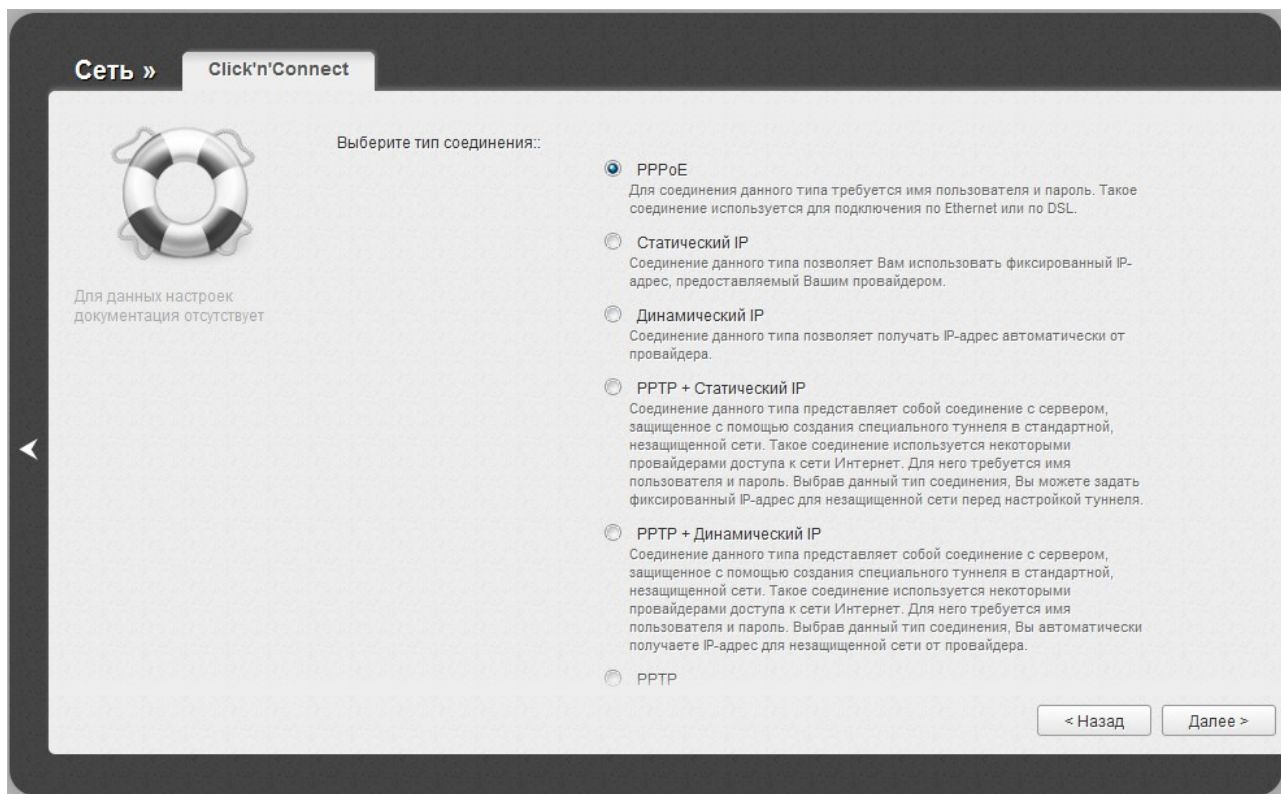 Сеть »
Click'n'Connect
Для данных настроек
документация отсутствует
Выберите тип соединения::
PPPoE
Для соединения данного типа требуется имя пользователя и пароль. Такое
соединение используется для подключения по Ethernet или по DSL.
Статический IP
Соединение данного типа позволяет Вам использовать фиксированный IP-
адрес, предоставляемый Вашим провайдером.
Динамический IP
Соединение данного типа позволяет получать IP-адрес автоматически от
провайдера.
PPTP + Статический IP
Соединение данного типа представляет собой соединение с сервером,
защищенное с помощью создания специального туннеля в стандартной,
незащищенной сети. Такое соединение используется некоторыми
провайдерами доступа к сети Интернет. Для него требуется имя
пользователя и пароль. Выбрав данный тип соединения, Вы можете задать
фиксированный IP-адрес для незащищенной сети перед настройкой туннеля.
PPTP + Динамический IP
Соединение данного типа представляет собой соединение с сервером,
защищенное с помощью создания специального туннеля в стандартной,
незащищенной сети. Такое соединение используется некоторыми
провайдерами доступа к сети Интернет. Для него требуется имя
пользователя и пароль. Выбрав данный тип соединения, Вы автоматически
получаете IP-адрес для незащищенной сети от провайдера.
PPTP
< Назад
Далее >